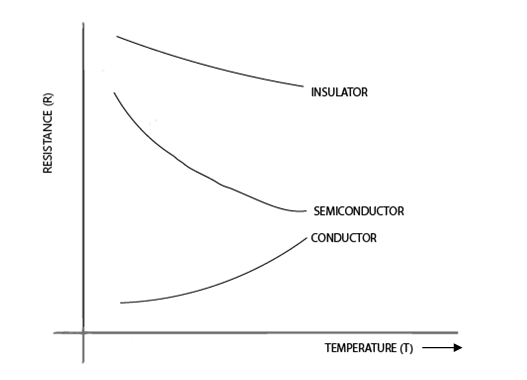 INSULATOR
RESISTANCE (R)
SEMICONDUCTOR
CONDUCTOR
TEMPERATURE (T)